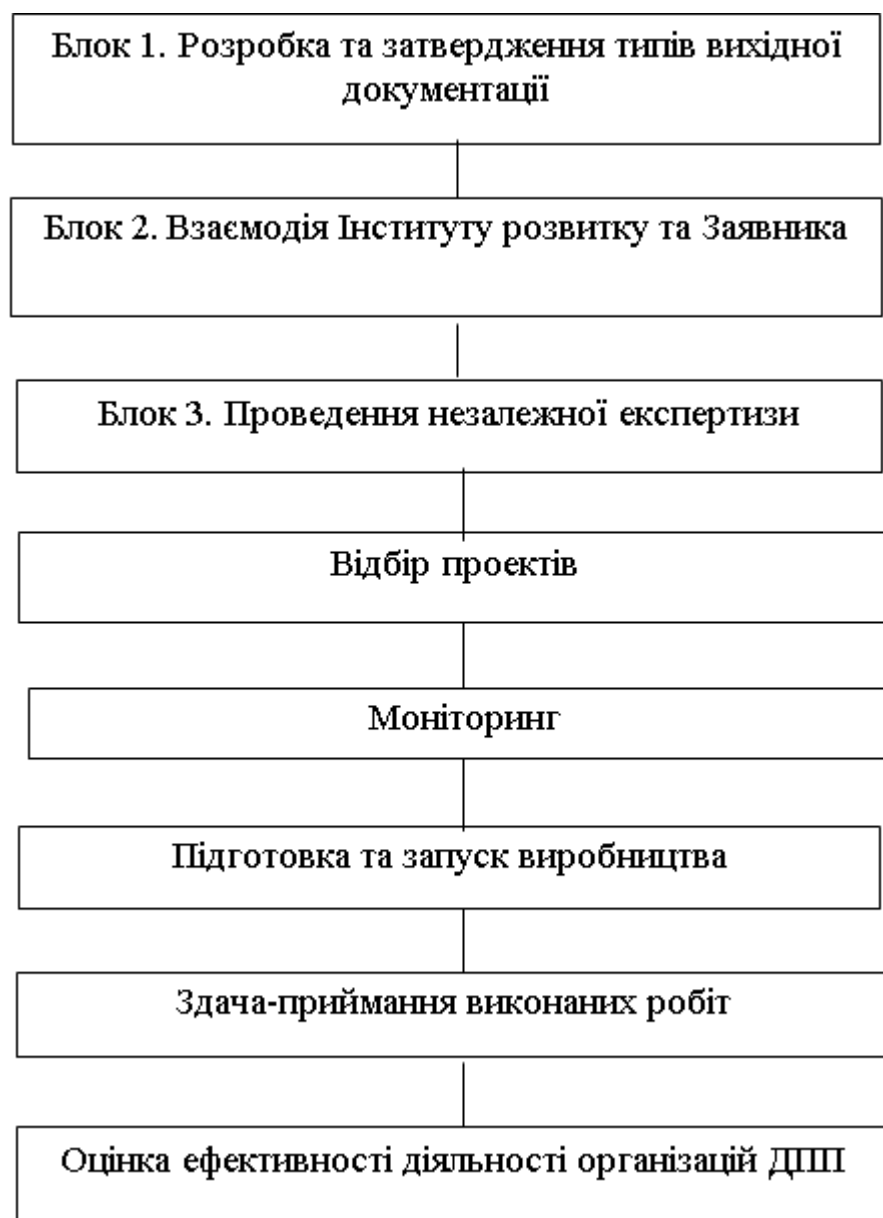 Блок 1. Розробка та затвердження типів вихідної
документації
Блок 2. Взаємодія Інституту розвитку та Заявника
Блок 3. Проведення незалежної експертизи
Відбір проектів
Моніторинг
Підготовка та запуск виробництва
Здача-приймання виконаних робіт
Оцінка ефективності діяльності організацій ДПП